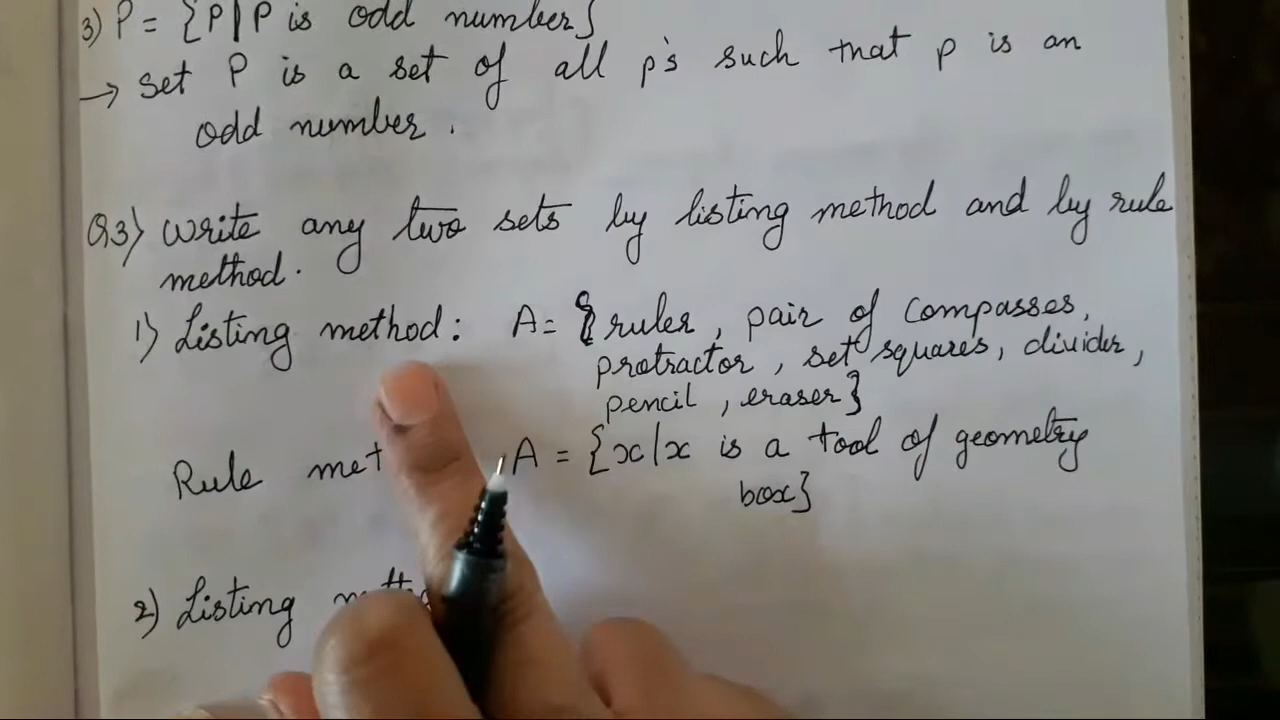 3) P = {P|P is odd number}
→ Set P is a set of all p's such that p is an
odd number.
Q3) Write any two sets by listing method and by rule
method.
1) Listing method: A= {ruler, pair of compasses,
protractor, set squares, divider,
pencil, eraser}
Rule A = {x|x is a tool of geometry
box}
2) Listing